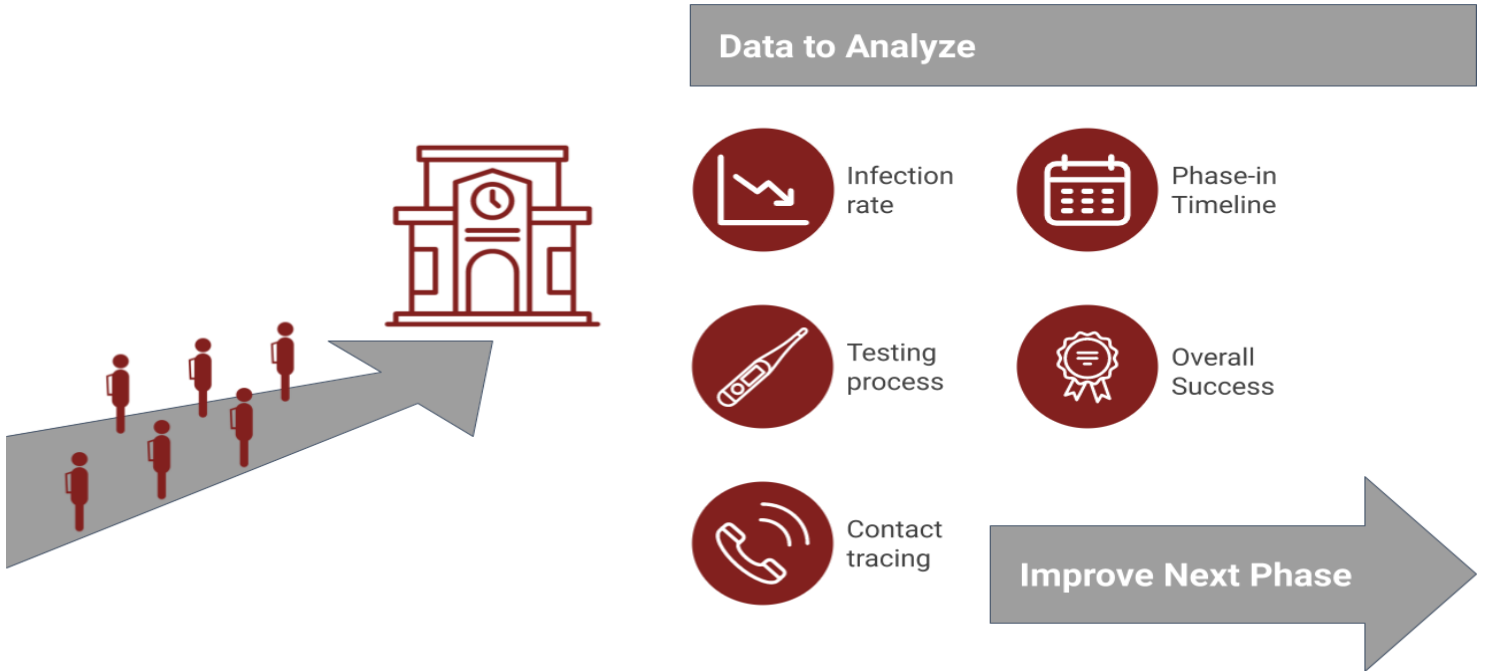 Data to Analyze
Infection
rate
Phase-in
Timeline
Testing
process
Overall
Success
Contact
tracing
Improve Next Phase